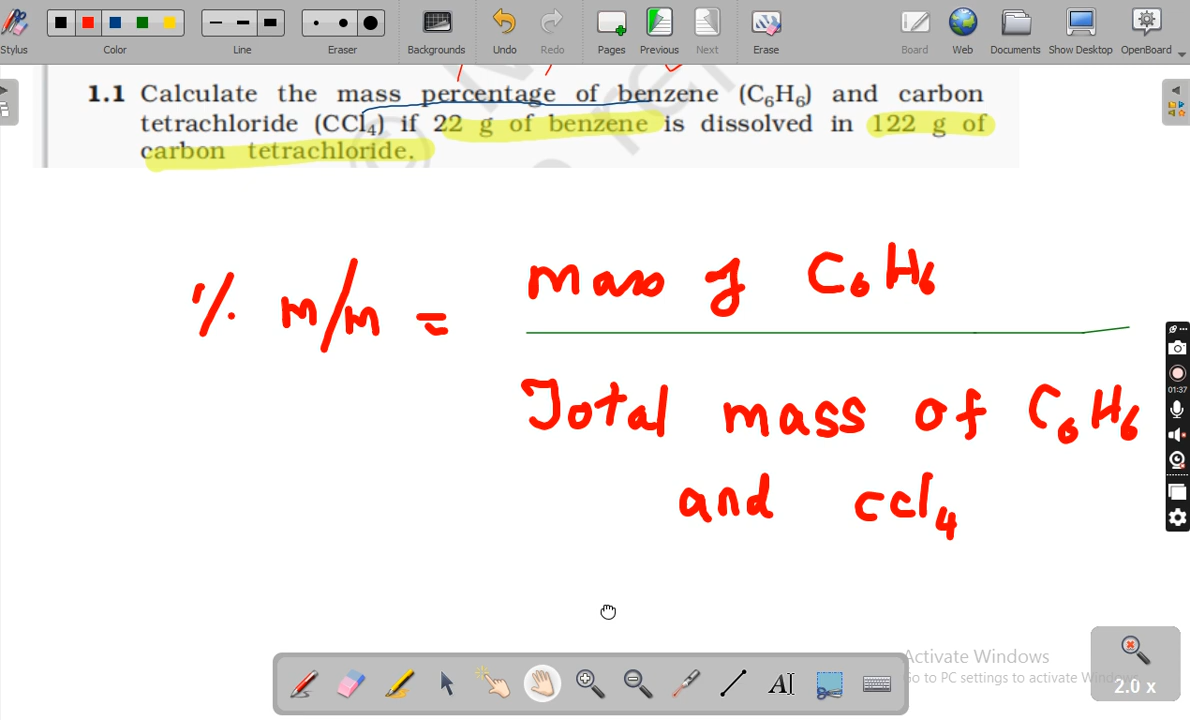 Stylus
Color
Line
Eraser
Backgrounds
Undo
Redo
Pages
Previous
Next
Erase
Board
Web
Documents
Show Desktop
OpenBoard
1.1 Calculate the mass percentage of benzene (C₆H₆) and carbon
tetrachloride (CCl₄) if 22 g of benzene is dissolved in 122 g of
carbon tetrachloride.
% m/m = mass of C₆H₆
Total mass of C₆H₆
and ccl₄
01:37
Activate Windows
Go to PC settings to activate Windows.
2.0 x